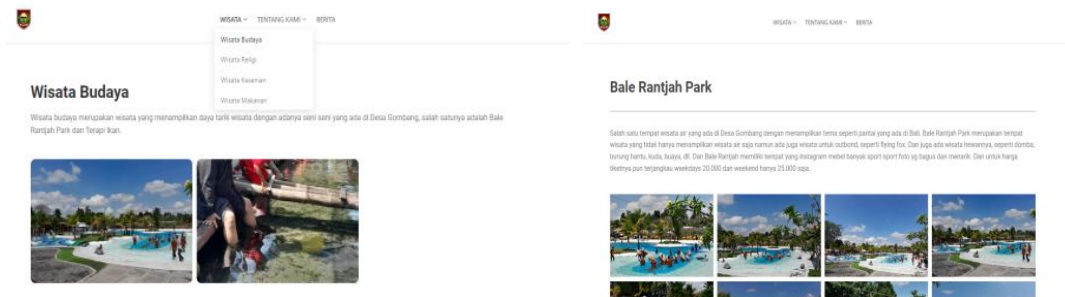 WISATA TENTANG KAMI BERITA
Wisata Budaya
Wisata Religi
Wisata Kesenian
Wisata Makanan
Wisata Budaya
Wisata budaya merupakan wisata yang menampilkan daya tarik wisata dengan adanya seni seni yang ada di Desa Gombang, salah satunya adalah Bale
Rantjah Park dan Terapi Ikan.
WISATA TENTANG KAMI BERITA
Bale Rantjah Park
Salah satu tempat wisata air yang ada di Desa Gombang dengan menampilkan tema seperti pantai yang ada di Bali. Bale Rantjah Park merupakan tempat
wisata yang tidak hanya menampilkan wisata air saja namun ada juga wisata untuk outbond, seperti flying fox. Dan juga ada wisata hewannya, seperti domba,
burung hantu, kuda, buaya, dll. Dan Bale Rantjah memiliki tempat yang instagram mebel banyak sport sport foto yg bagus dan menarik. Dan untuk harga
tiketnya pun terjangkau weekdays 20.000 dan weekend hanya 25.000 saja.